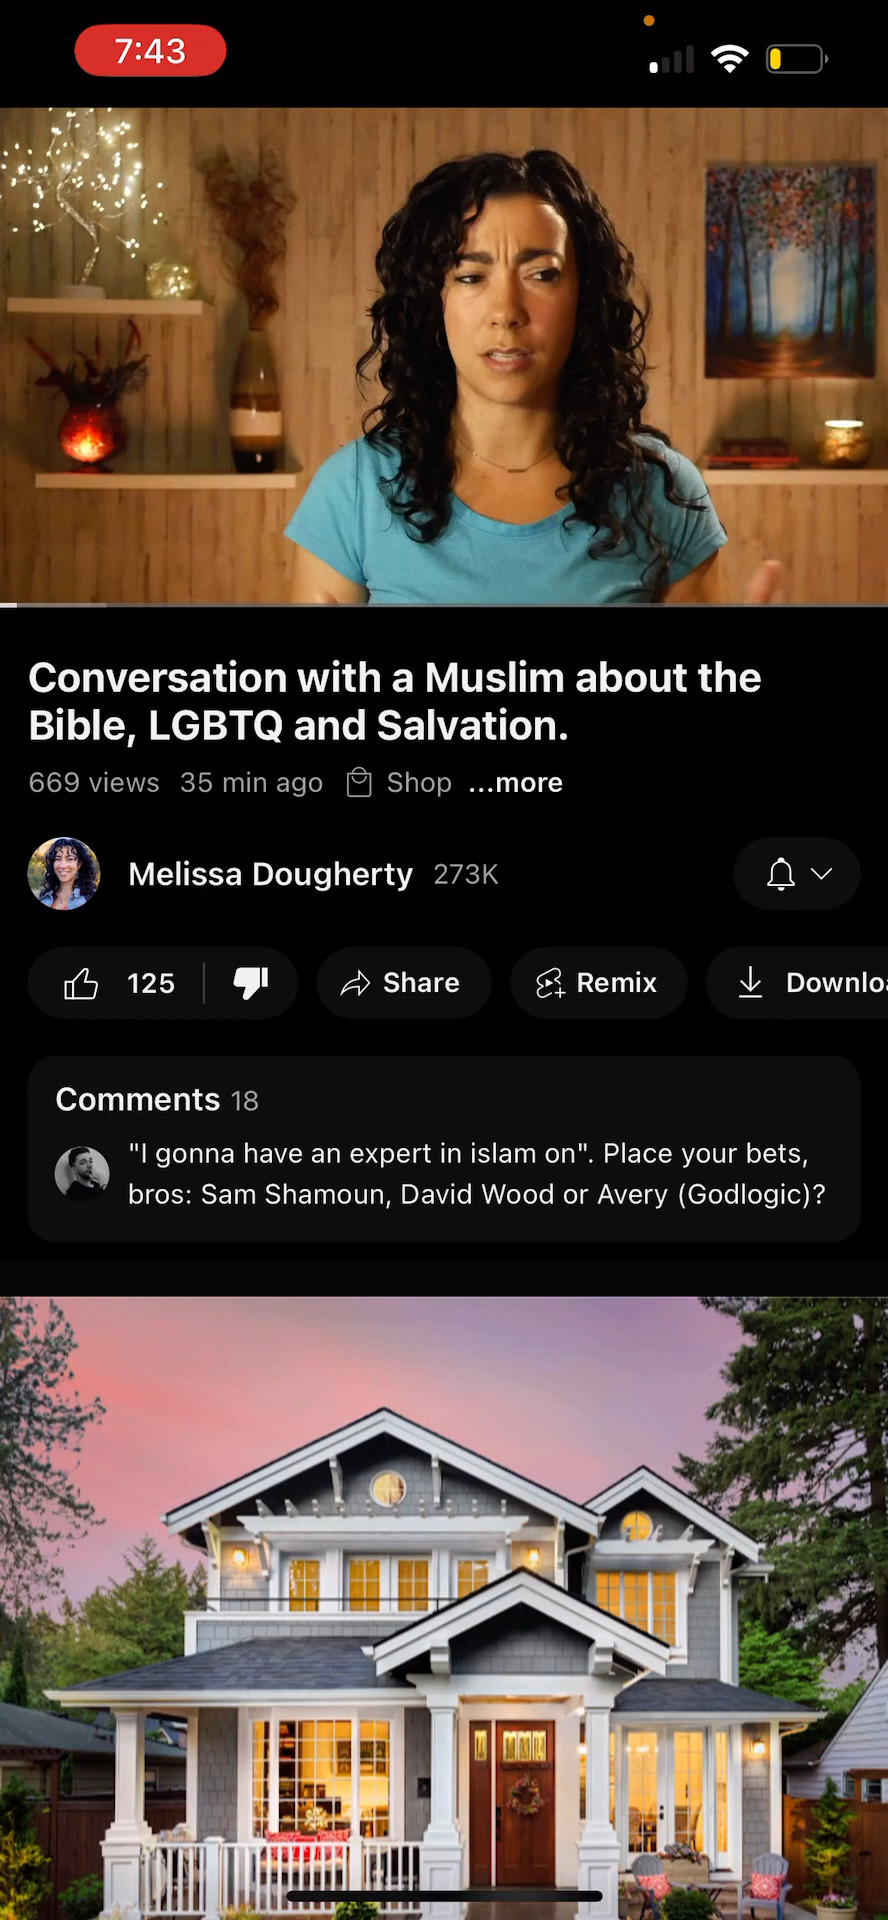 7:43
Conversation with a Muslim about the
Bible, LGBTQ and Salvation.
669 views 35 min ago Shop ...more
Melissa Dougherty 273K
125 Share Remix Downloa
Comments 18
"I gonna have an expert in islam on". Place your bets,
bros: Sam Shamoun, David Wood or Avery (Godlogic)?